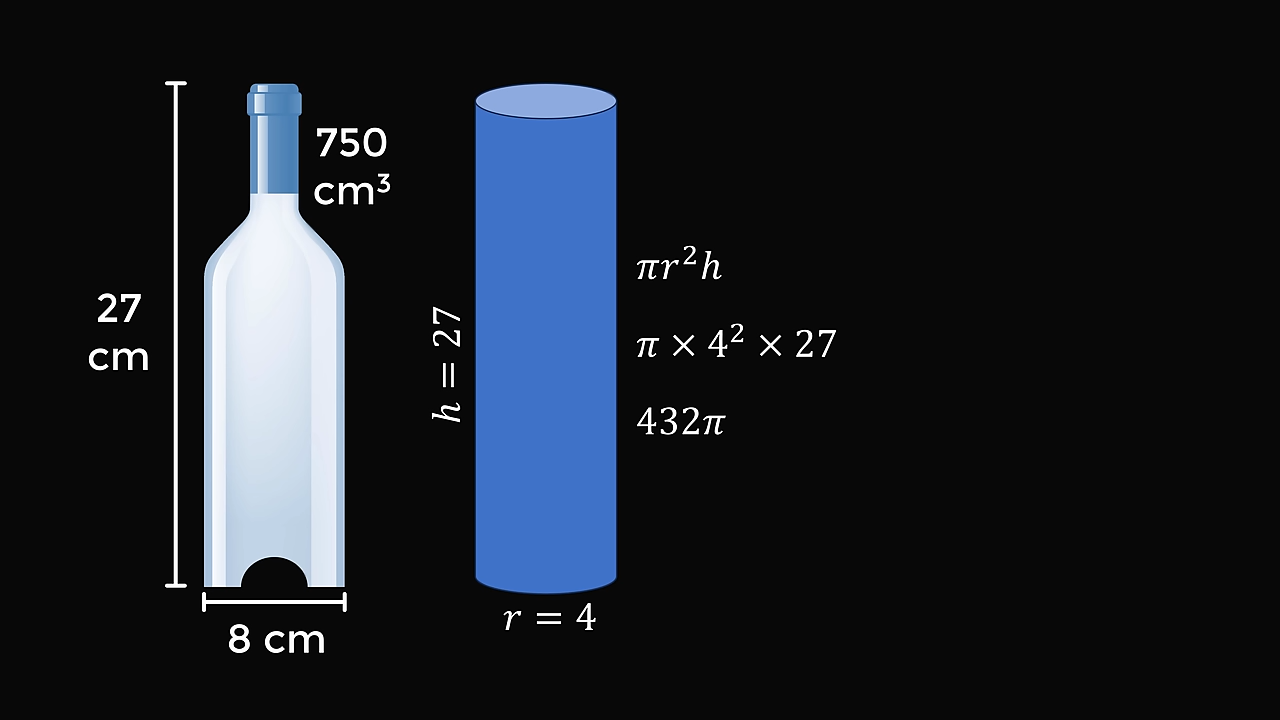 750
cm³
27
cm
8 cm
h = 27
r = 4
πr²h
π × 4² × 27
432π